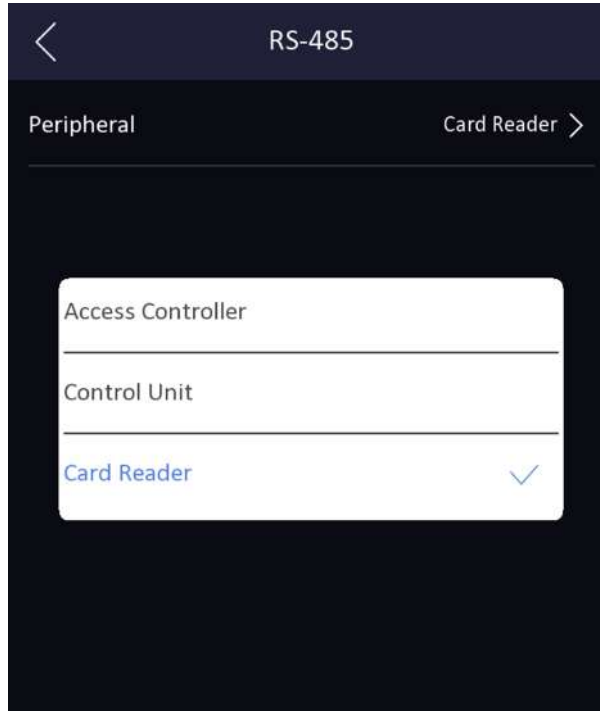 RS-485
Peripheral Card Reader
Access Controller
Control Unit
Card Reader